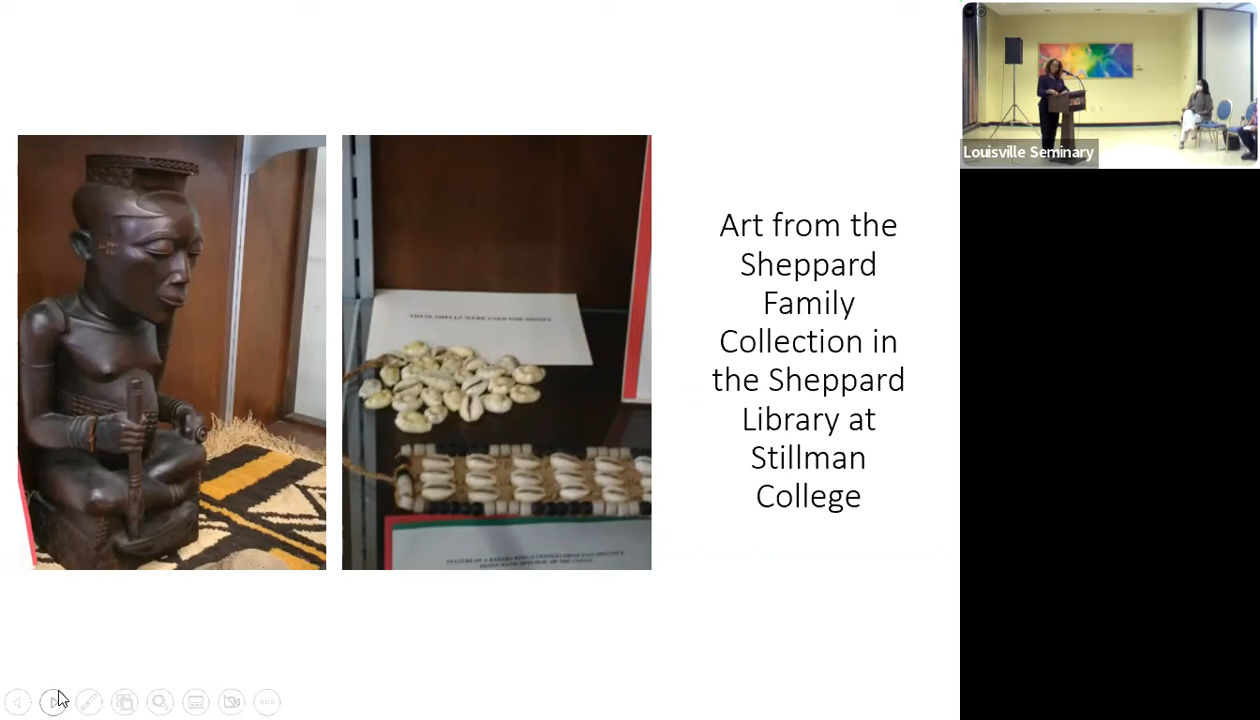 Art from the
Sheppard
Family
Collection in
the Sheppard
Library at
Stillman
College
Louisville Seminary